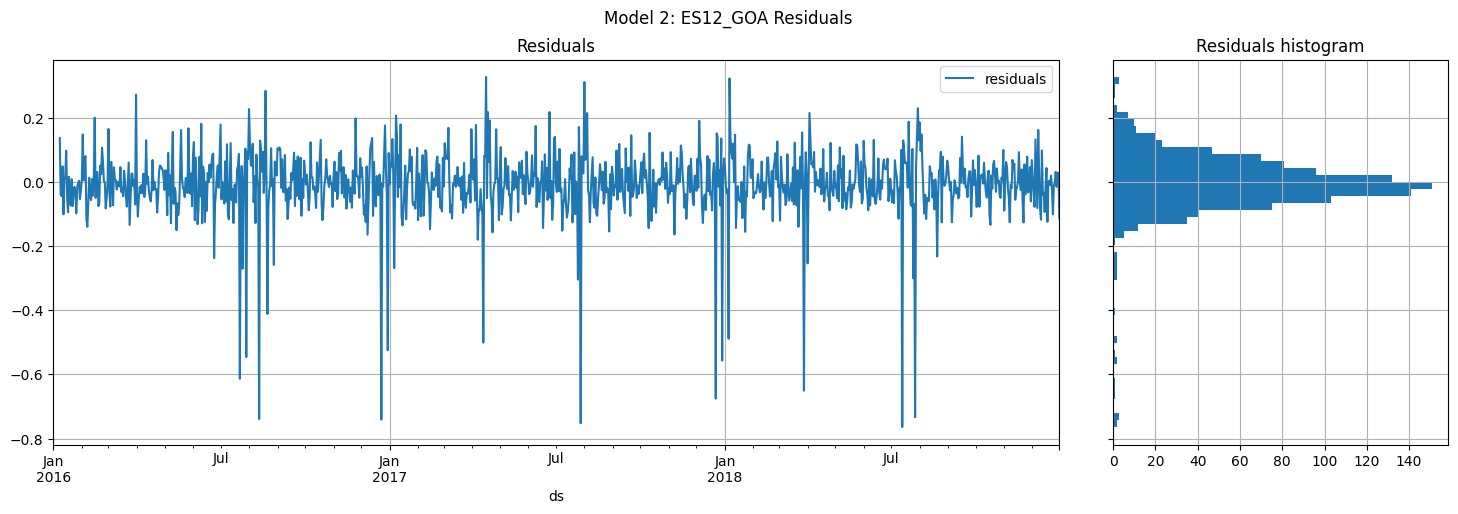 Model 2: ES12_GOA Residuals
Residuals
residuals
0.2
0.0
−0.2
−0.4
−0.6
−0.8
Jan
2016
Jul
Jan
2017
Jul
Jan
2018
Jul
ds
Residuals histogram
0 20 40 60 80 100 120 140